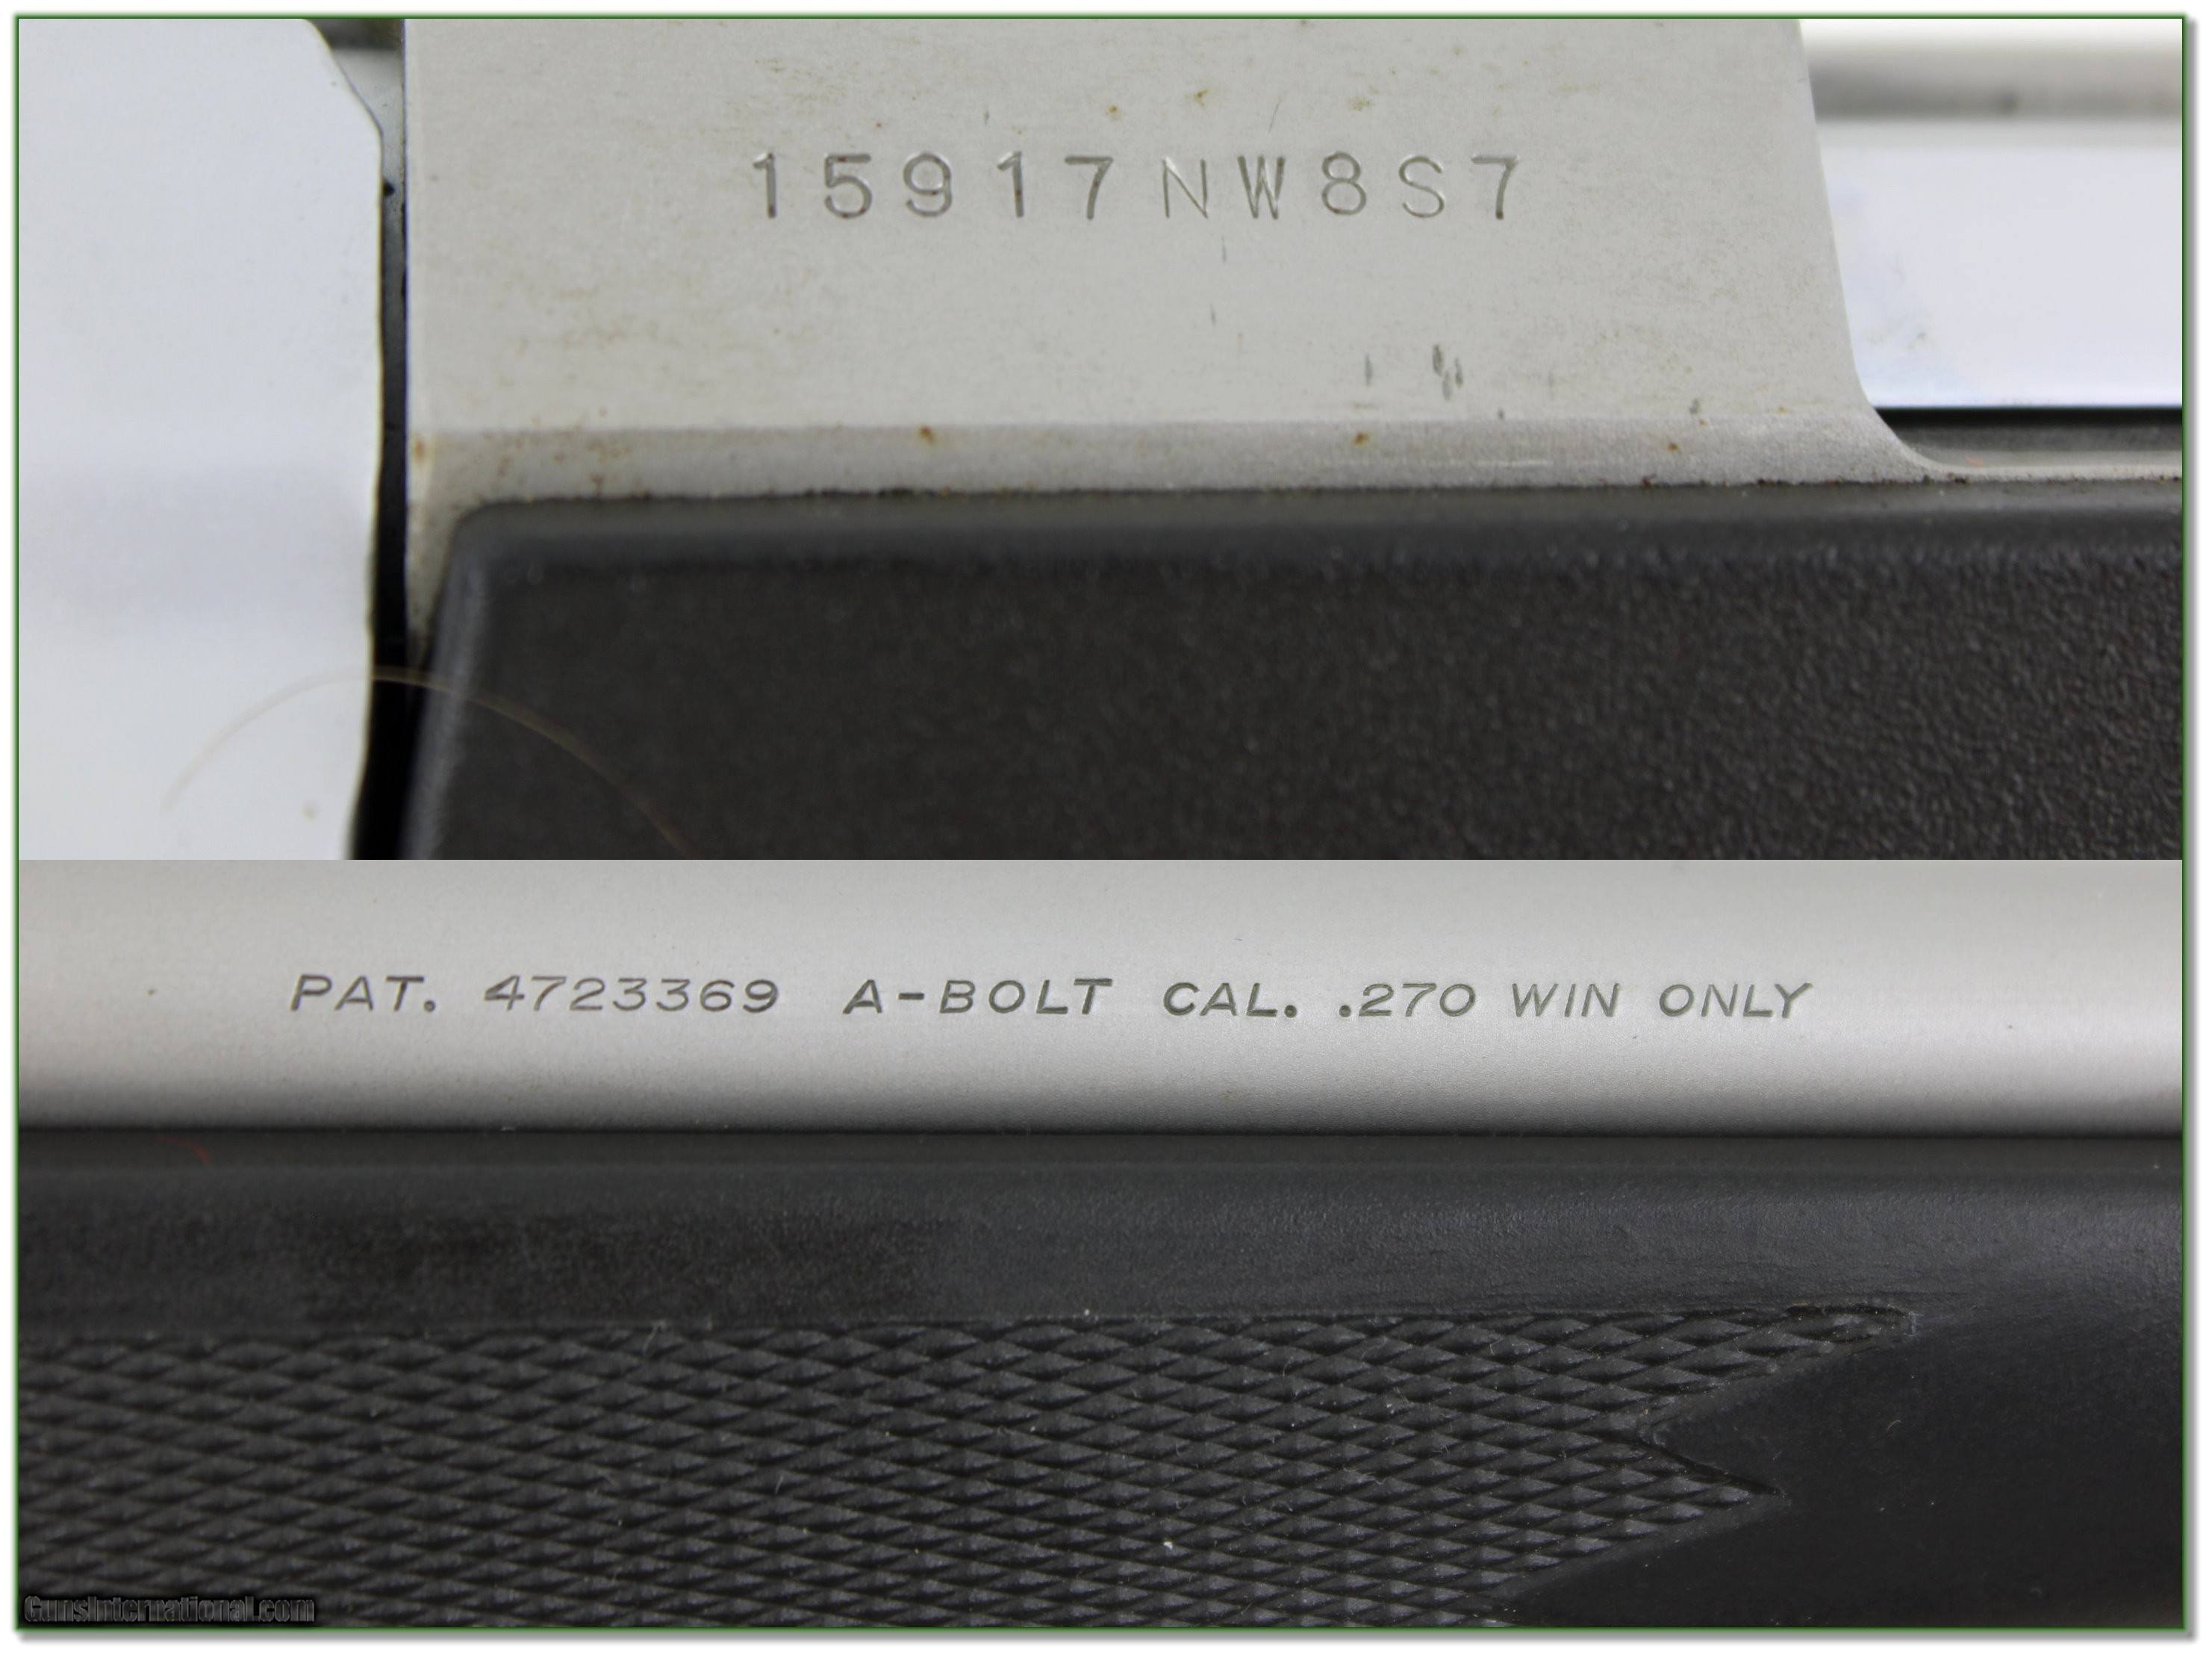 15917NW8S7
PAT. 4723369 A-BOLT CAL. .270 WIN ONLY
GunsInternational.com